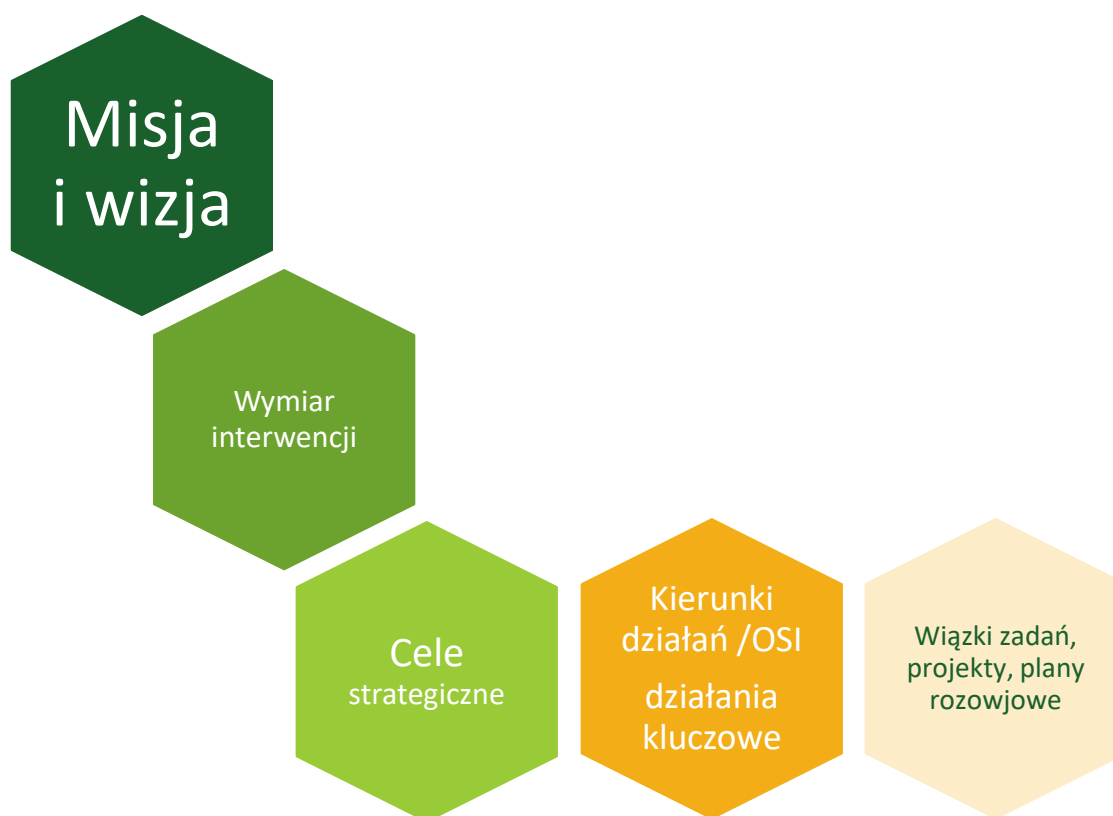 Misja
i wizja
Wymiar
interwencji
Cele
strategiczne
Kierunki
działań /OSI
działania
kluczowe
Wiązki zadań,
projekty, plany
rozowjowe